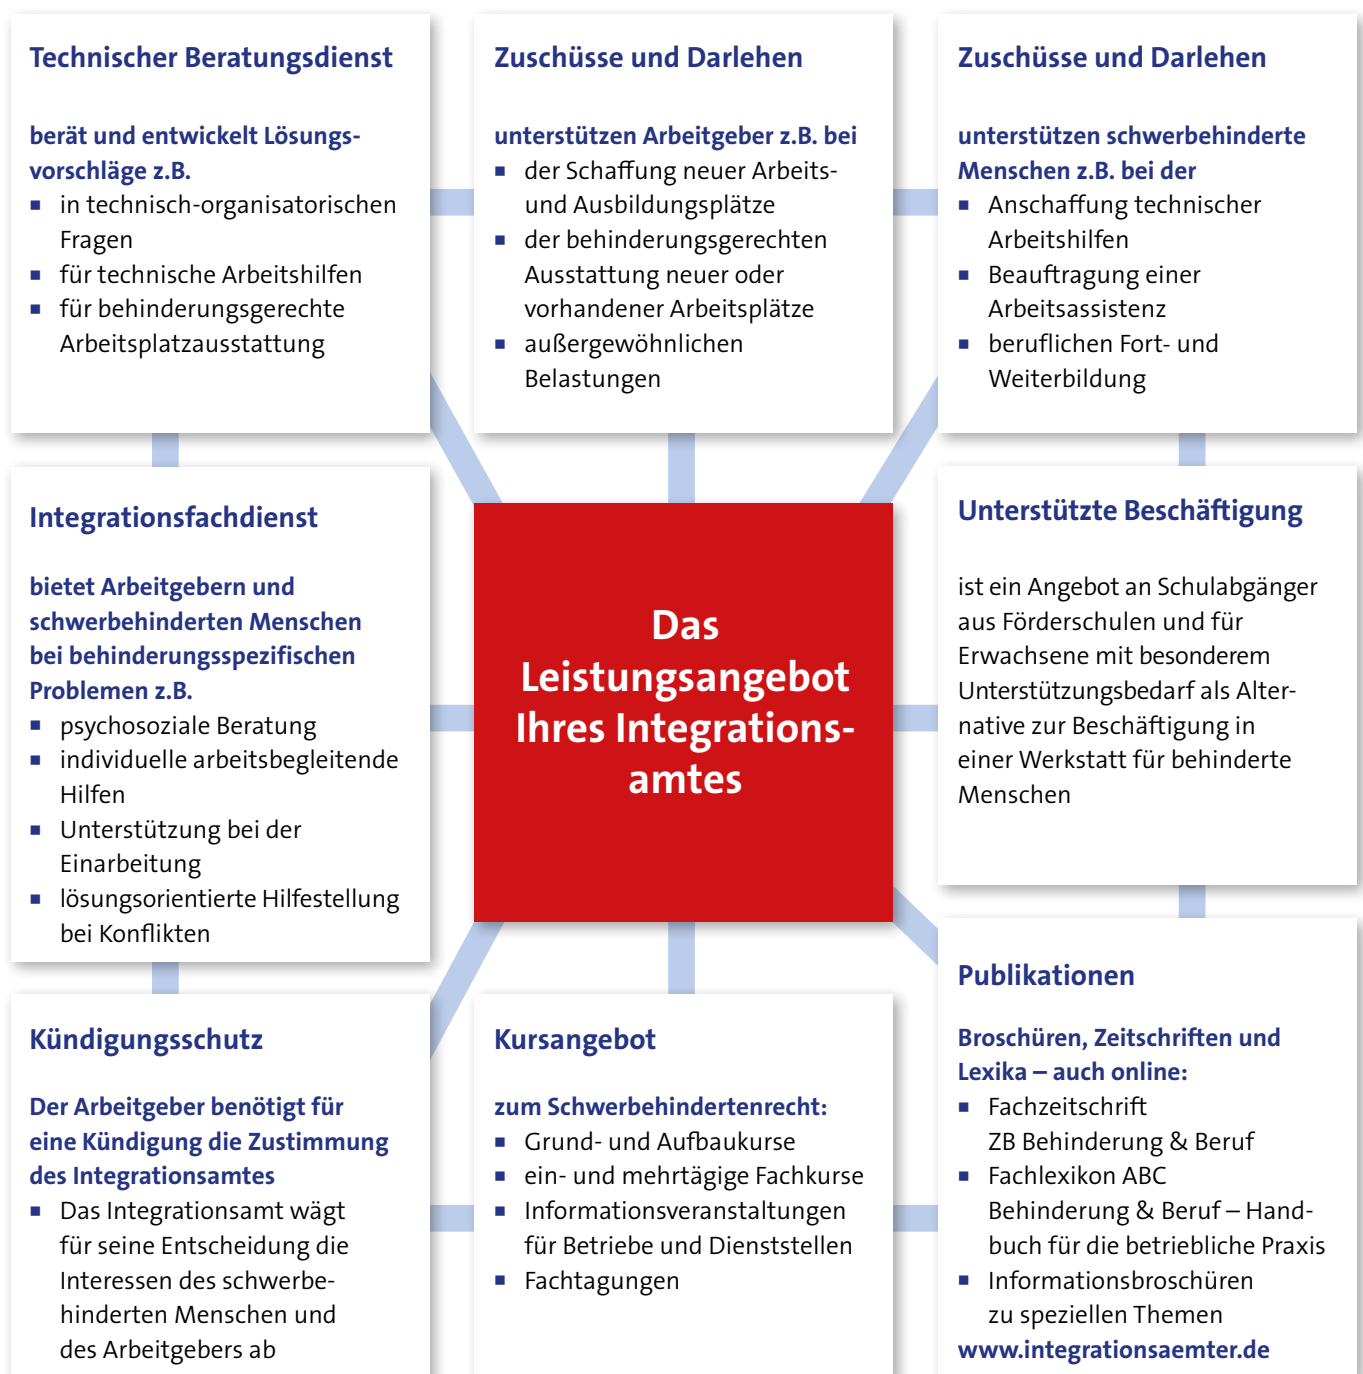 Technischer Beratungsdienst
berät und entwickelt Lösungs-
vorschläge z.B.
▪ in technisch-organisatorischen
Fragen
▪ für technische Arbeitshilfen
▪ für behinderungsgerechte
Arbeitsplatzausstattung
Zuschüsse und Darlehen
unterstützen Arbeitgeber z.B. bei
▪ der Schaffung neuer Arbeits-
und Ausbildungsplätze
▪ der behinderungsgerechten
Ausstattung neuer oder
vorhandener Arbeitsplätze
▪ außergewöhnlichen
Belastungen
Zuschüsse und Darlehen
unterstützen schwerbehinderte
Menschen z.B. bei der
▪ Anschaffung technischer
Arbeitshilfen
▪ Beauftragung einer
Arbeitsassistenz
▪ beruflichen Fort- und
Weiterbildung
Integrationsfachdienst
bietet Arbeitgebern und
schwerbehinderten Menschen
bei behinderungsspezifischen
Problemen z.B.
▪ psychosoziale Beratung
▪ individuelle arbeitsbegleitende
Hilfen
▪ Unterstützung bei der
Einarbeitung
▪ lösungsorientierte Hilfestellung
bei Konflikten
Das
Leistungsangebot
Ihres Integrations-
amtes
Unterstützte Beschäftigung
ist ein Angebot an Schulabgänger
aus Förderschulen und für
Erwachsene mit besonderem
Unterstützungsbedarf als Alter-
native zur Beschäftigung in
einer Werkstatt für behinderte
Menschen
Kündigungsschutz
Der Arbeitgeber benötigt für
eine Kündigung die Zustimmung
des Integrationsamtes
▪ Das Integrationsamt wägt
für seine Entscheidung die
Interessen des schwerbe-
hinderten Menschen und
des Arbeitgebers ab
Kursangebot
zum Schwerbehindertenrecht:
▪ Grund- und Aufbaukurse
▪ ein- und mehrtägige Fachkurse
▪ Informationsveranstaltungen
für Betriebe und Dienststellen
▪ Fachtagungen
Publikationen
Broschüren, Zeitschriften und
Lexika – auch online:
▪ Fachzeitschrift
ZB Behinderung & Beruf
▪ Fachlexikon ABC
Behinderung & Beruf – Hand-
buch für die betriebliche Praxis
▪ Informationsbroschüren
zu speziellen Themen
www.integrationsaemter.de